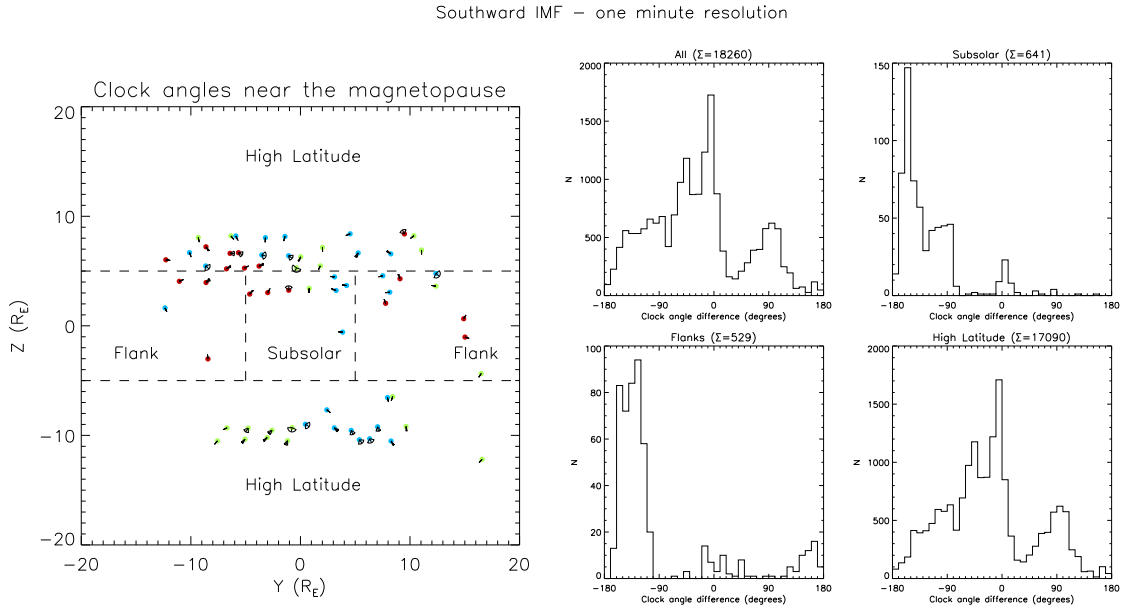 Southward IMF – one minute resolution
Clock angles near the magnetopause
20
10
0
−10
−20
Z (RE)
High Latitude
Flank
Subsolar
Flank
High Latitude
−20
−10
0
10
20
Y (RE)
All (Σ=18260)
2000
1500
1000
500
0
N
−180
−90
0
90
180
Clock angle difference (degrees)
Subsolar (Σ=641)
150
100
50
0
N
−180
−90
0
90
180
Clock angle difference (degrees)
Flanks (Σ=529)
100
80
60
40
20
0
N
−180
−90
0
90
180
Clock angle difference (degrees)
High Latitude (Σ=17090)
2000
1500
1000
500
0
N
−180
−90
0
90
180
Clock angle difference (degrees)